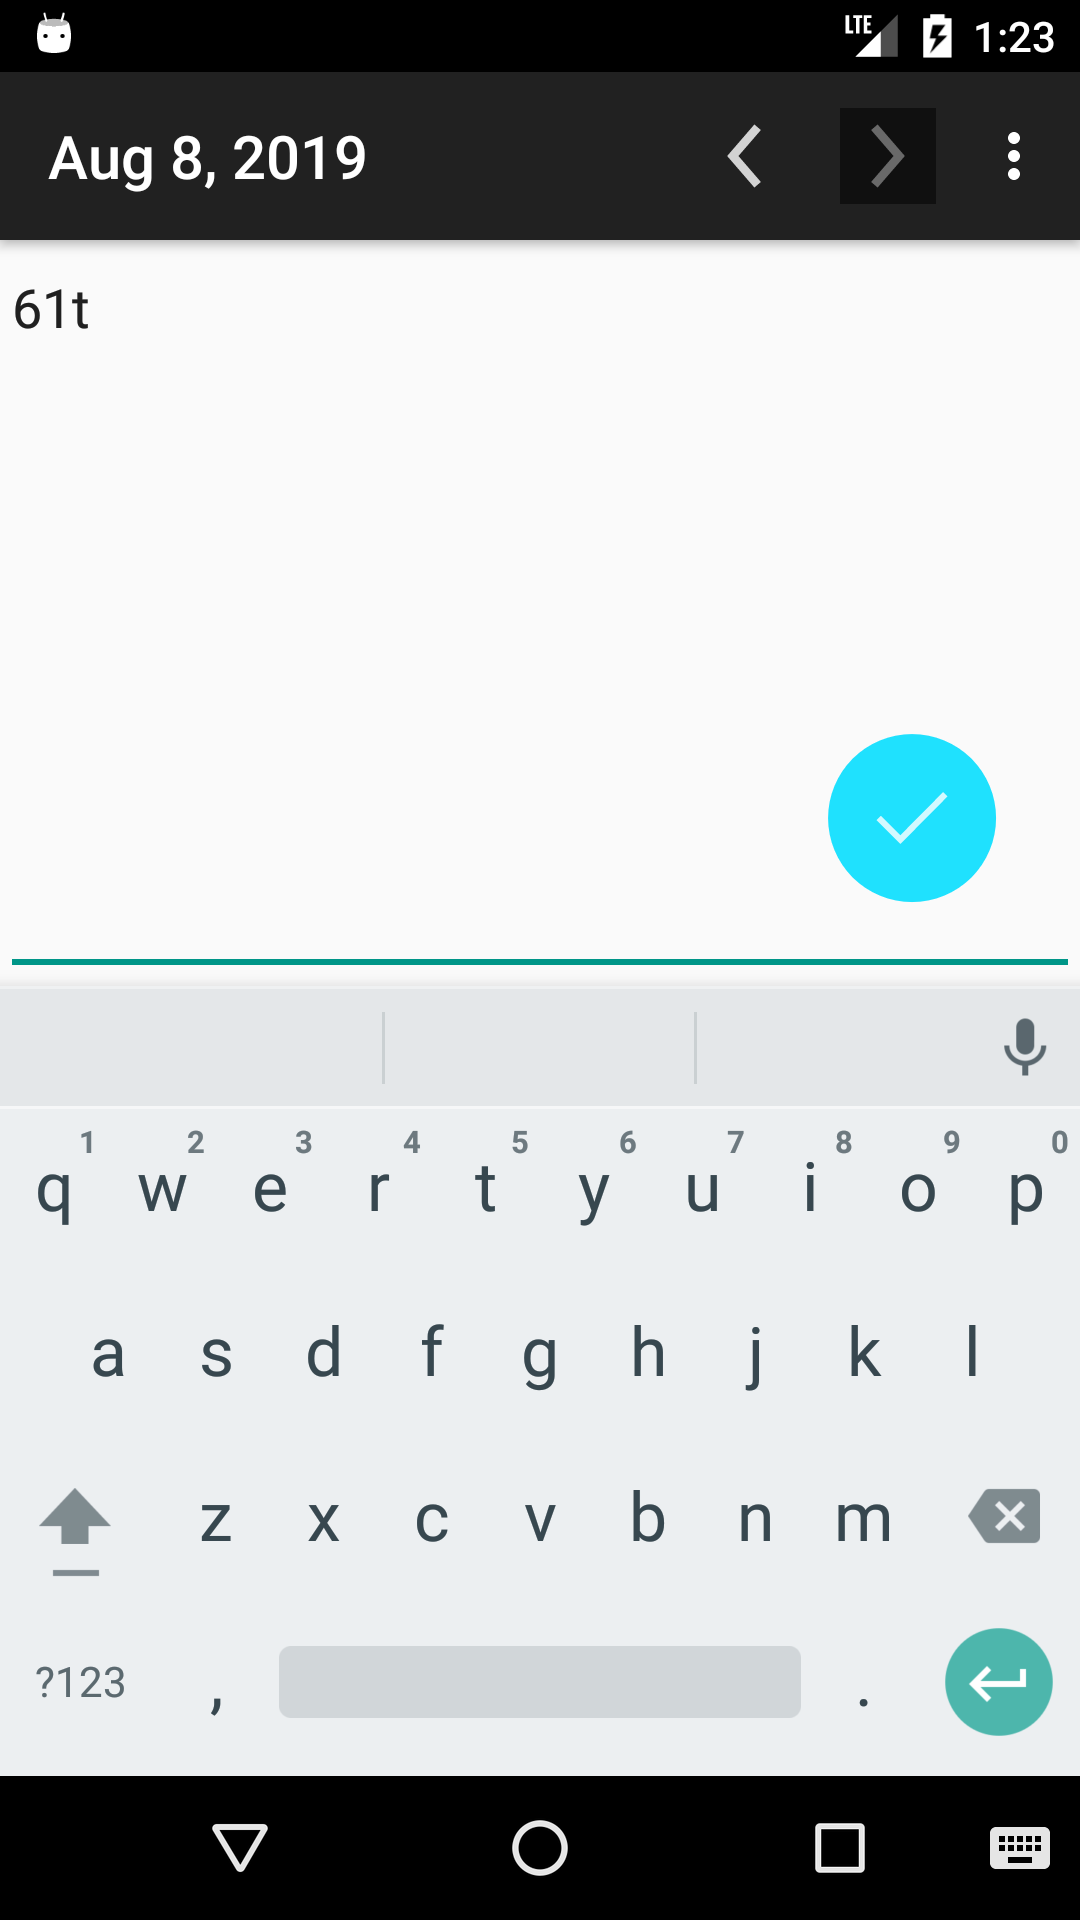 LTE 1:23
Aug 8, 2019
61t
1 2 3 4 5 6 7 8 9 0
q w e r t y u i o p
a s d f g h j k l
z x c v b n m
?123 , .